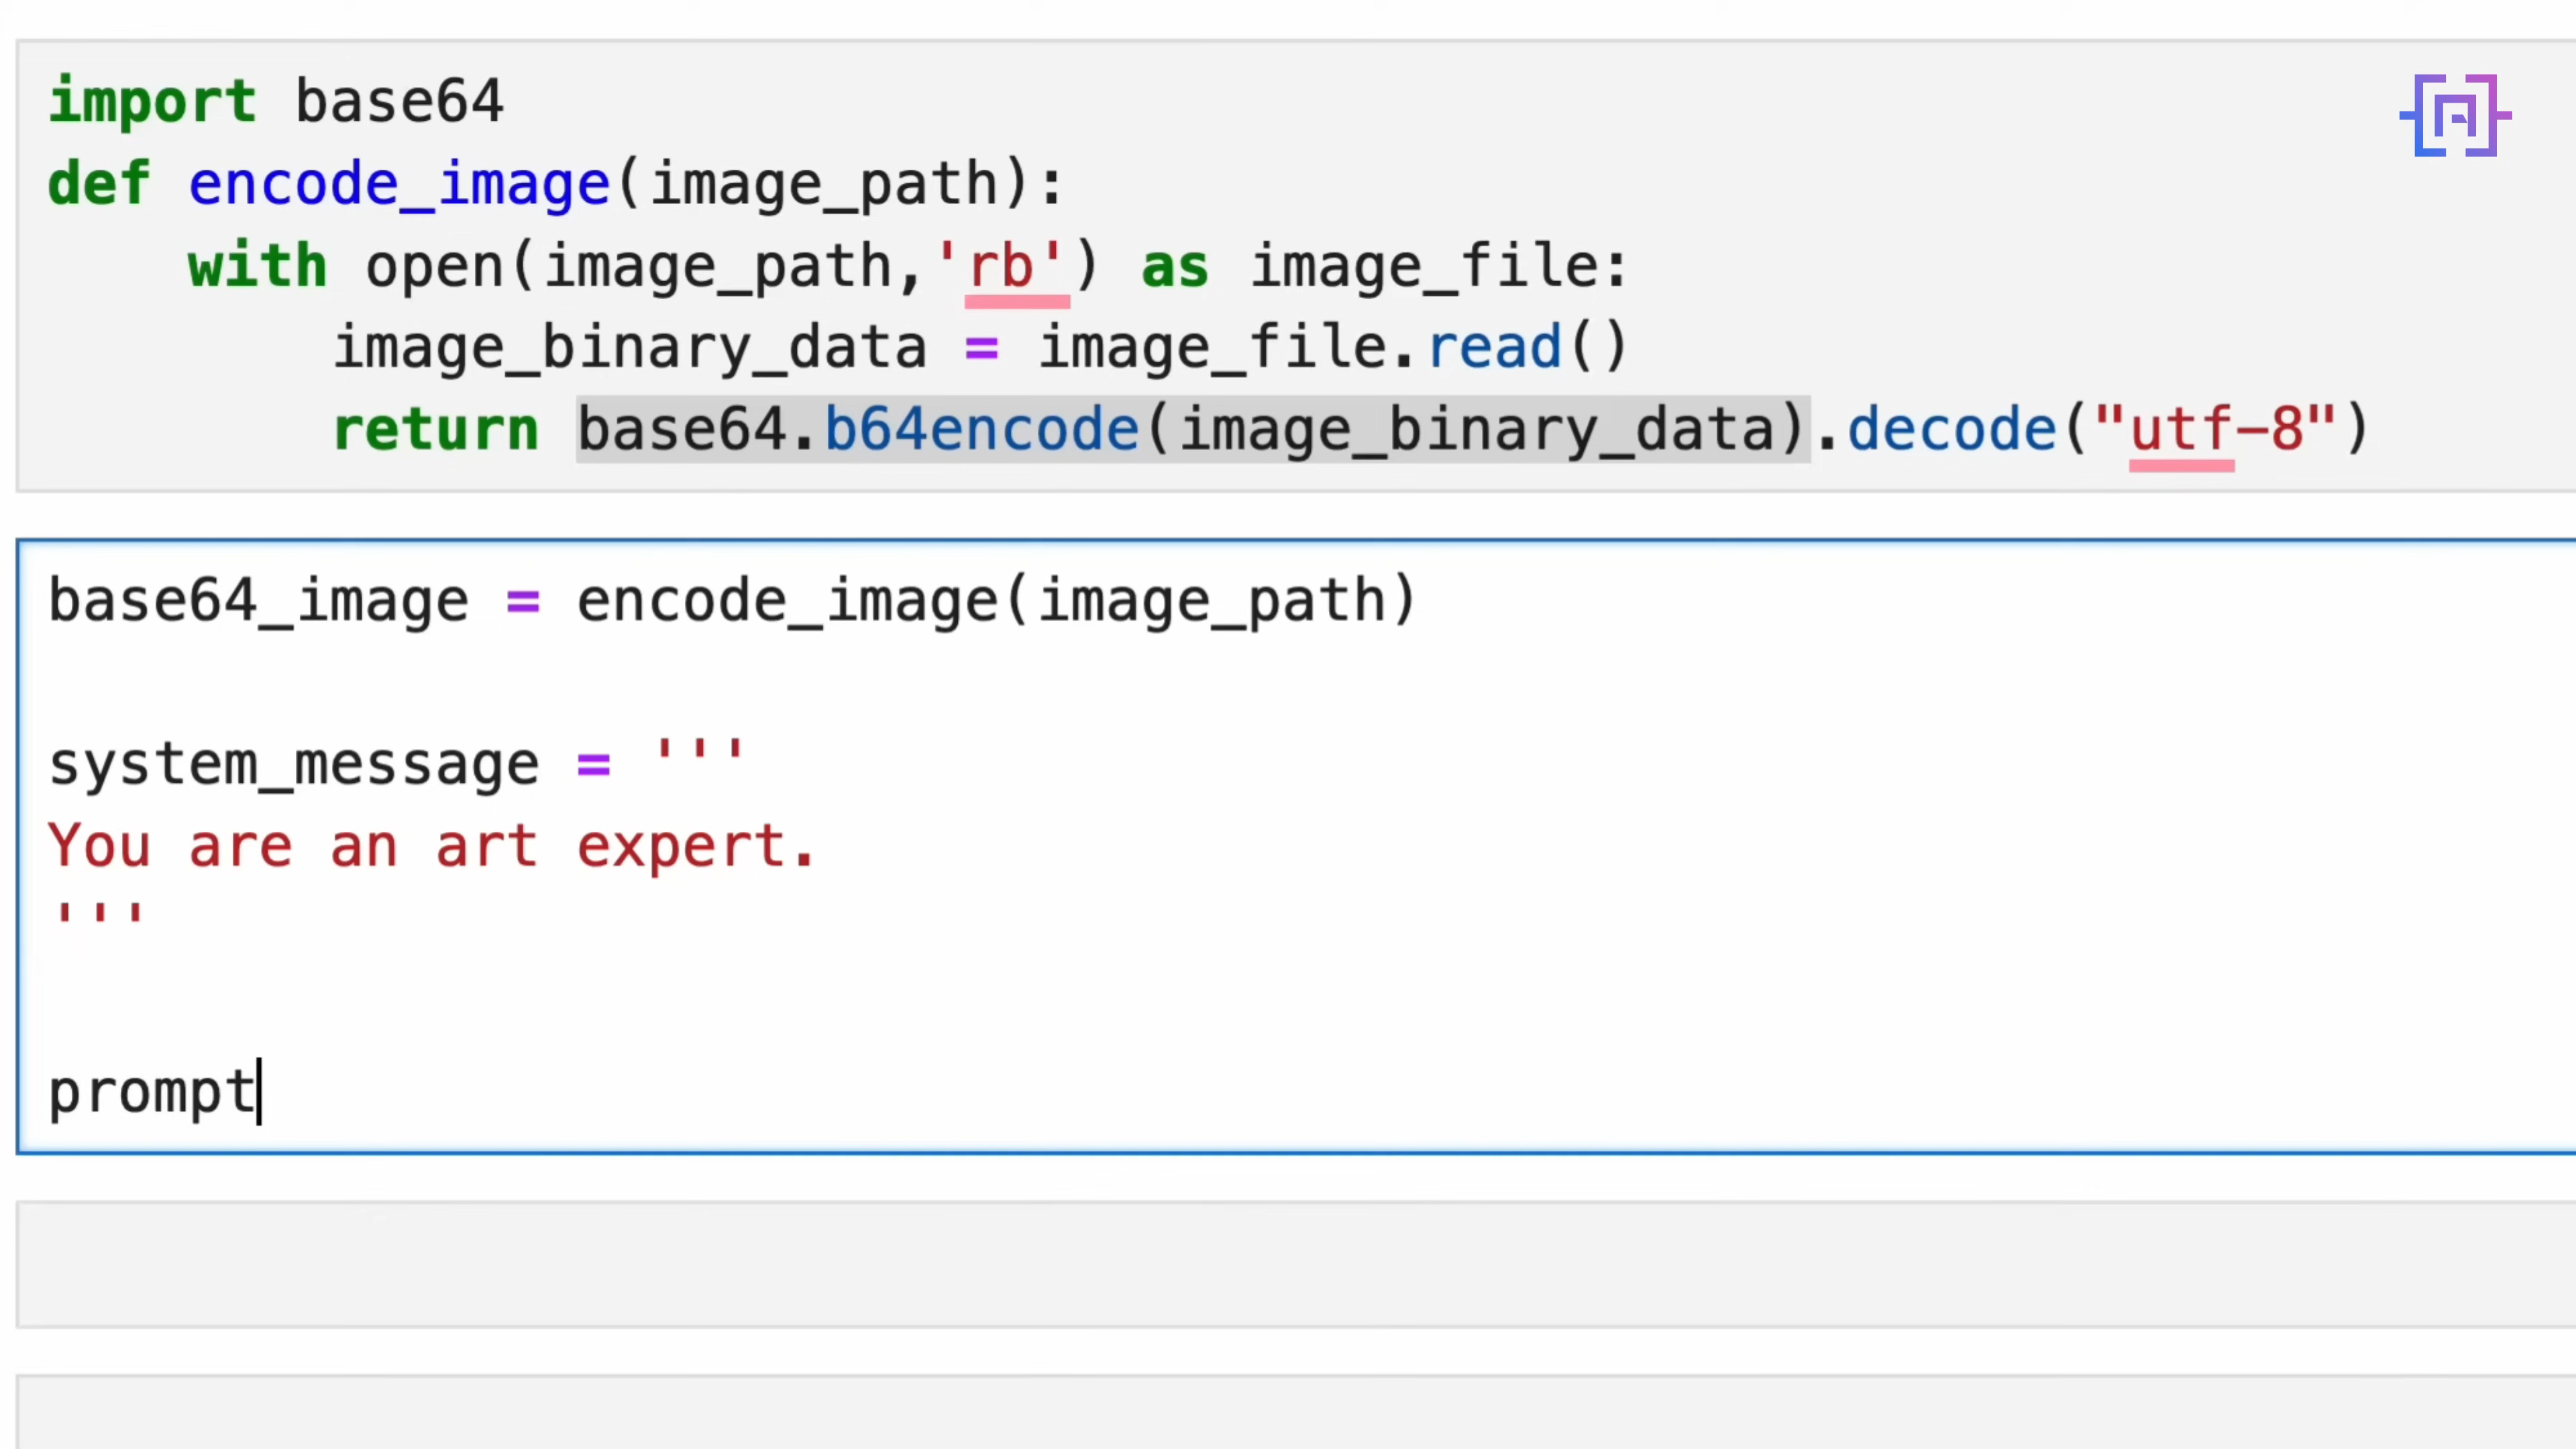 import base64
def encode_image(image_path):
    with open(image_path,'rb') as image_file:
        image_binary_data = image_file.read()
        return base64.b64encode(image_binary_data).decode("utf-8")
base64_image = encode_image(image_path)
system_message = '''
You are an art expert.
'''
prompt